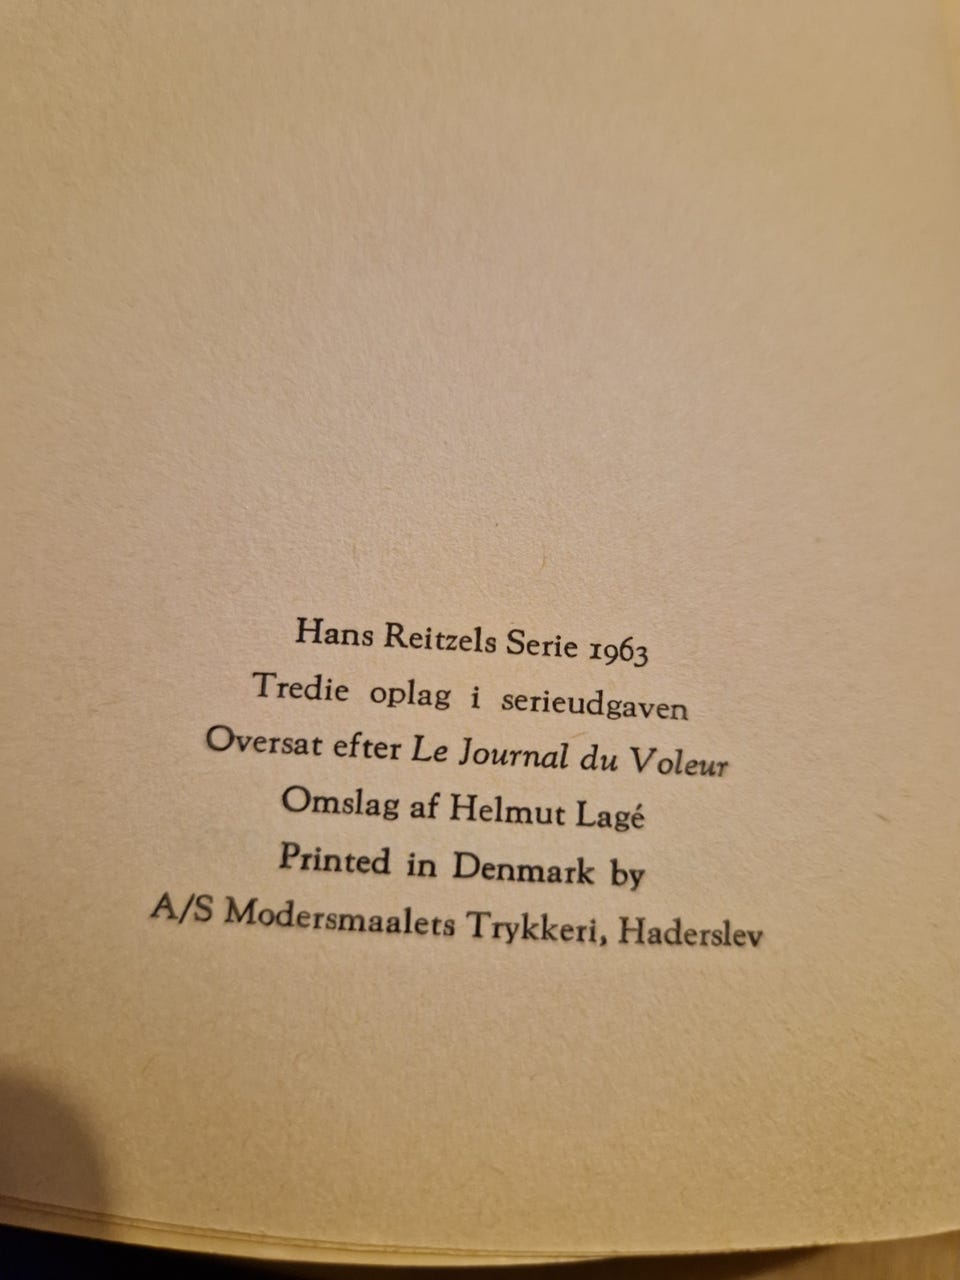 Hans Reitzels Serie 1963
Tredie oplag i serieudgaven
Oversat efter Le Journal du Voleur
Omslag af Helmut Lagé
Printed in Denmark by
A/S Modersmaalets Trykkeri, Haderslev